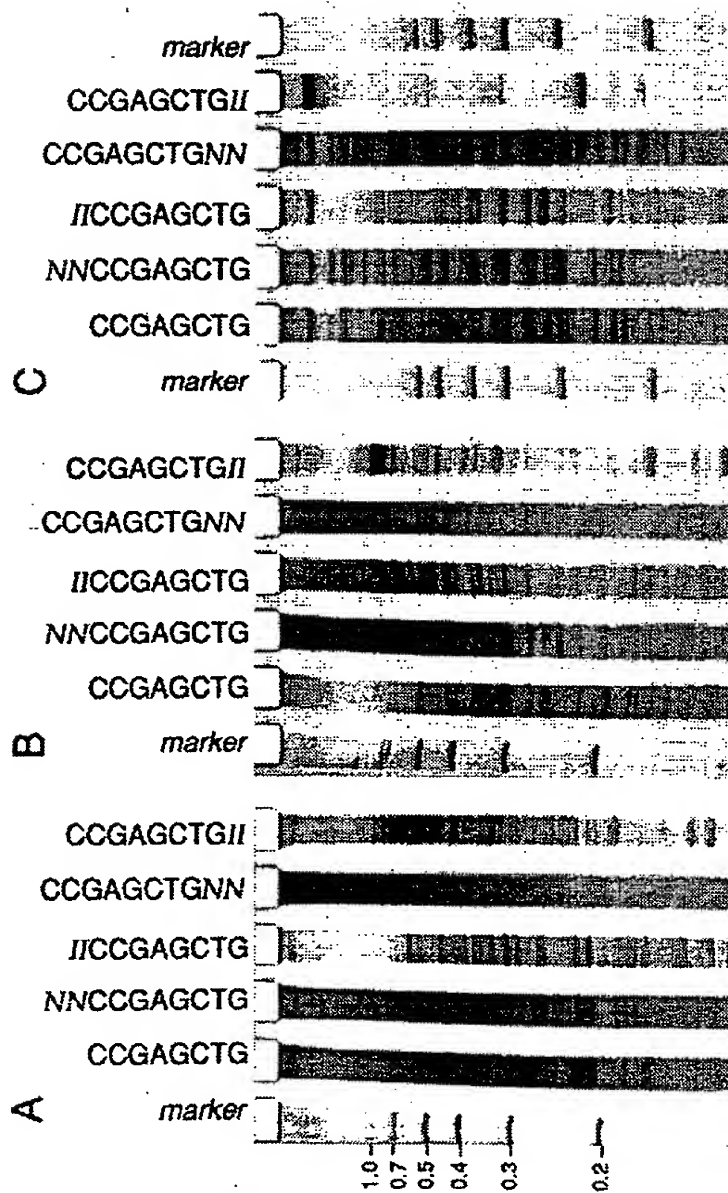 A
marker
CCGAGCTG
NNCCGAGCTG
IICCGAGCTG
CCGAGCTGNN
CCGAGCTGII
B
marker
CCGAGCTG
NNCCGAGCTG
IICCGAGCTG
CCGAGCTGNN
CCGAGCTGII
C
marker
CCGAGCTG
NNCCGAGCTG
IICCGAGCTG
CCGAGCTGNN
CCGAGCTGII
marker
1.0
0.7
0.5
0.4
0.3
0.2